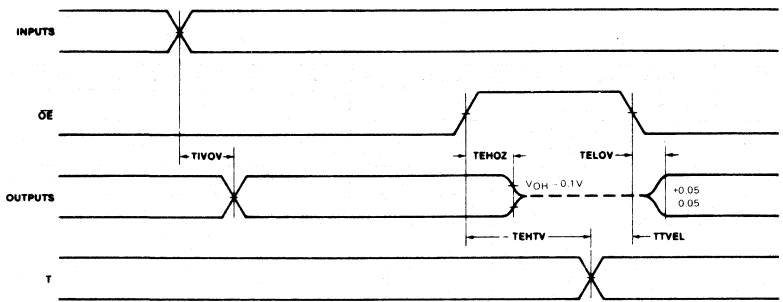 INPUTS
OE
TIVOV
TEHOZ
TELOV
OUTPUTS
VOH - 0.1V
+0.05
0.05
TEHTV
TTVEL
T